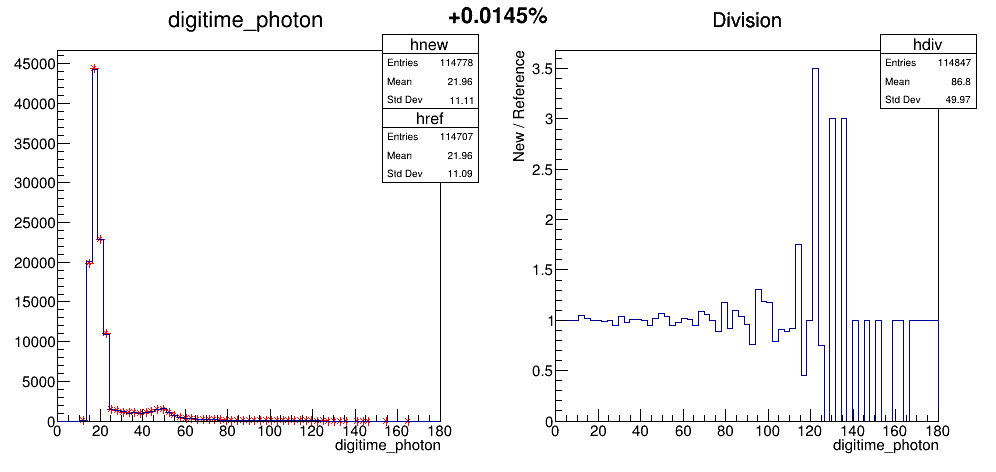 digitime_photon
+0.0145%
Division
hnew
Entries 114778
Mean 21.96
Std Dev 11.11
href
Entries 114707
Mean 21.96
Std Dev 11.09
45000
40000
35000
30000
25000
20000
15000
10000
5000
0
0 20 40 60 80 100 120 140 160 180
digitime_photon
hdiv
Entries 114847
Mean 86.8
Std Dev 49.97
New / Reference
3.5
3
2.5
2
1.5
1
0.5
0
0 20 40 60 80 100 120 140 160 180
digitime_photon